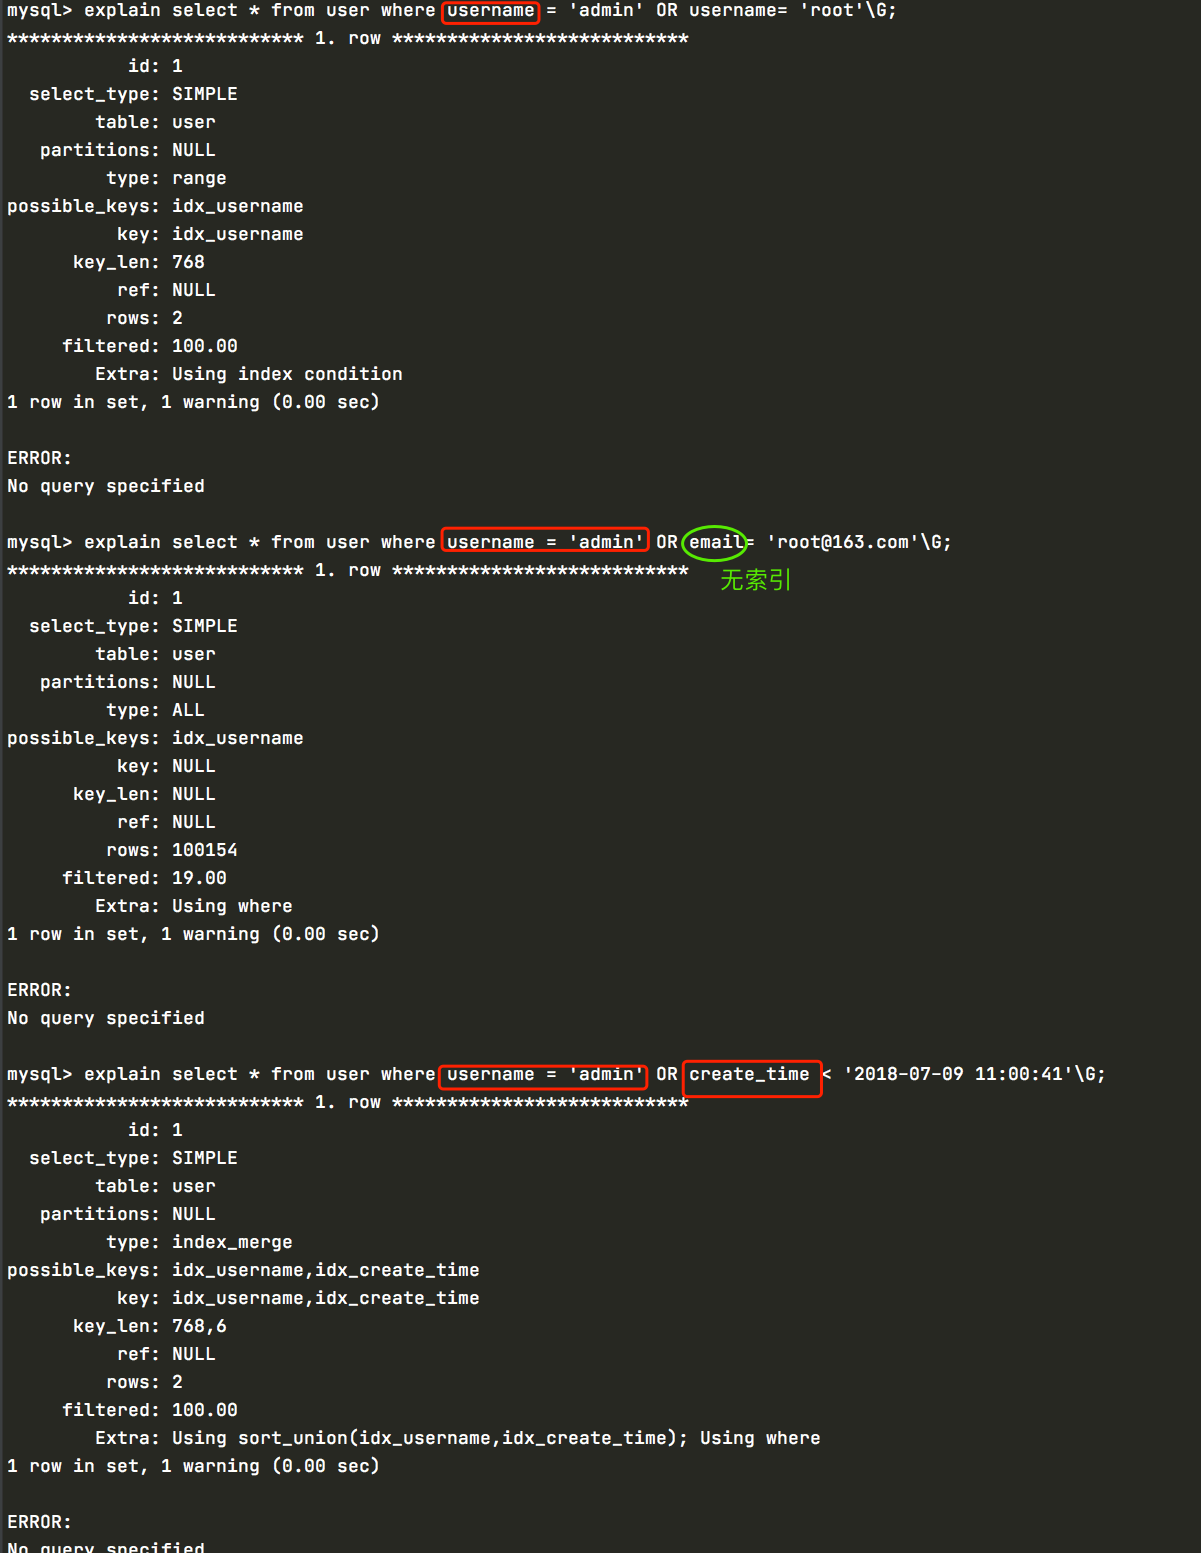 mysql> explain select * from user where username = 'admin' OR username= 'root'\G;
*************************** 1. row ***************************
           id: 1
  select_type: SIMPLE
        table: user
   partitions: NULL
         type: range
possible_keys: idx_username
          key: idx_username
      key_len: 768
          ref: NULL
         rows: 2
     filtered: 100.00
        Extra: Using index condition
1 row in set, 1 warning (0.00 sec)

ERROR:
No query specified

mysql> explain select * from user where username = 'admin' OR email= 'root@163.com'\G;
*************************** 1. row ***************************
无索引
           id: 1
  select_type: SIMPLE
        table: user
   partitions: NULL
         type: ALL
possible_keys: idx_username
          key: NULL
      key_len: NULL
          ref: NULL
         rows: 100154
     filtered: 19.00
        Extra: Using where
1 row in set, 1 warning (0.00 sec)

ERROR:
No query specified

mysql> explain select * from user where username = 'admin' OR create_time < '2018-07-09 11:00:41'\G;
*************************** 1. row ***************************
           id: 1
  select_type: SIMPLE
        table: user
   partitions: NULL
         type: index_merge
possible_keys: idx_username,idx_create_time
          key: idx_username,idx_create_time
      key_len: 768,6
          ref: NULL
         rows: 2
     filtered: 100.00
        Extra: Using sort_union(idx_username,idx_create_time); Using where
1 row in set, 1 warning (0.00 sec)

ERROR:
No query specified